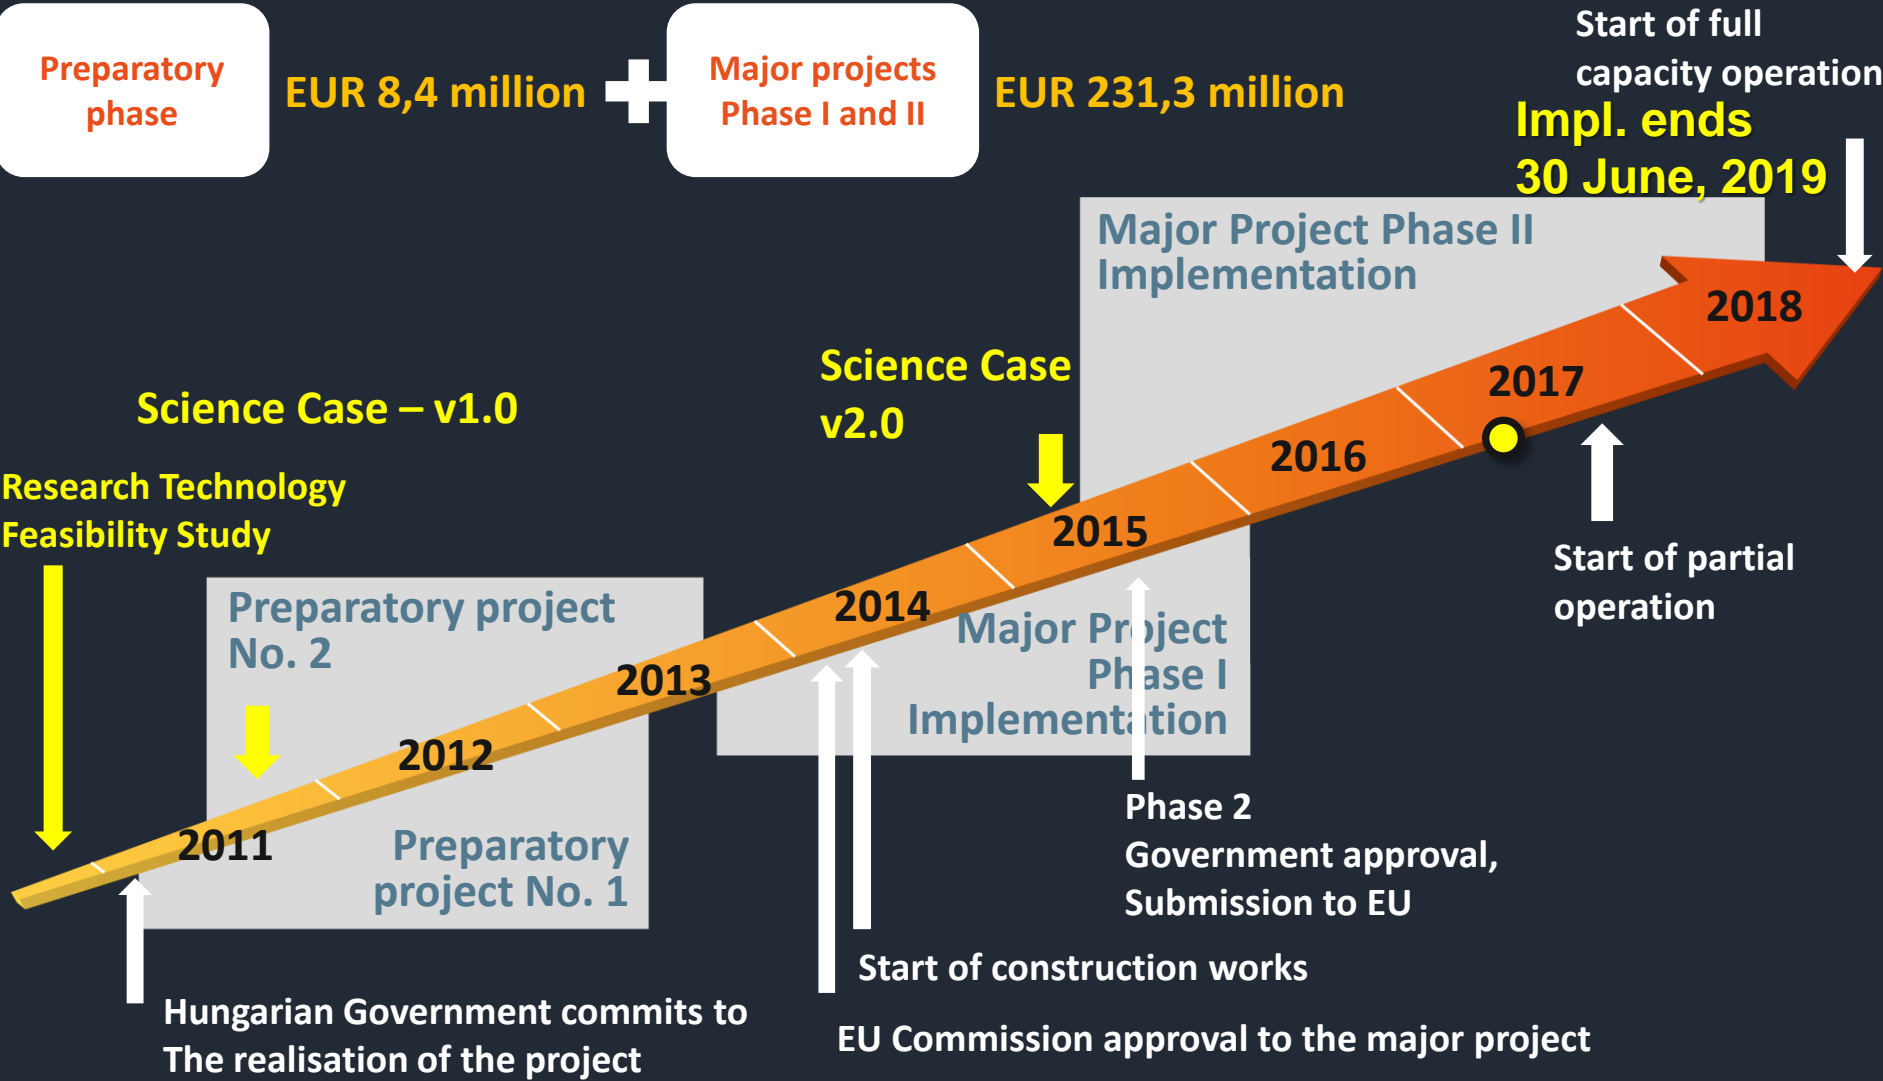 Preparatory
phase
EUR 8,4 million
Major projects
Phase I and II
EUR 231,3 million
Start of full
capacity operation
Impl. ends
30 June, 2019
Major Project Phase II
Implementation
2018
Science Case
v2.0
2017
Science Case – v1.0
2016
Research Technology
Feasibility Study
2015
Start of partial
operation
Preparatory project
No. 2
2014
Major Project
Phase I
Implementation
2013
2012
Phase 2
Government approval,
Submission to EU
2011
Preparatory
project No. 1
Start of construction works
Hungarian Government commits to
The realisation of the project
EU Commission approval to the major project